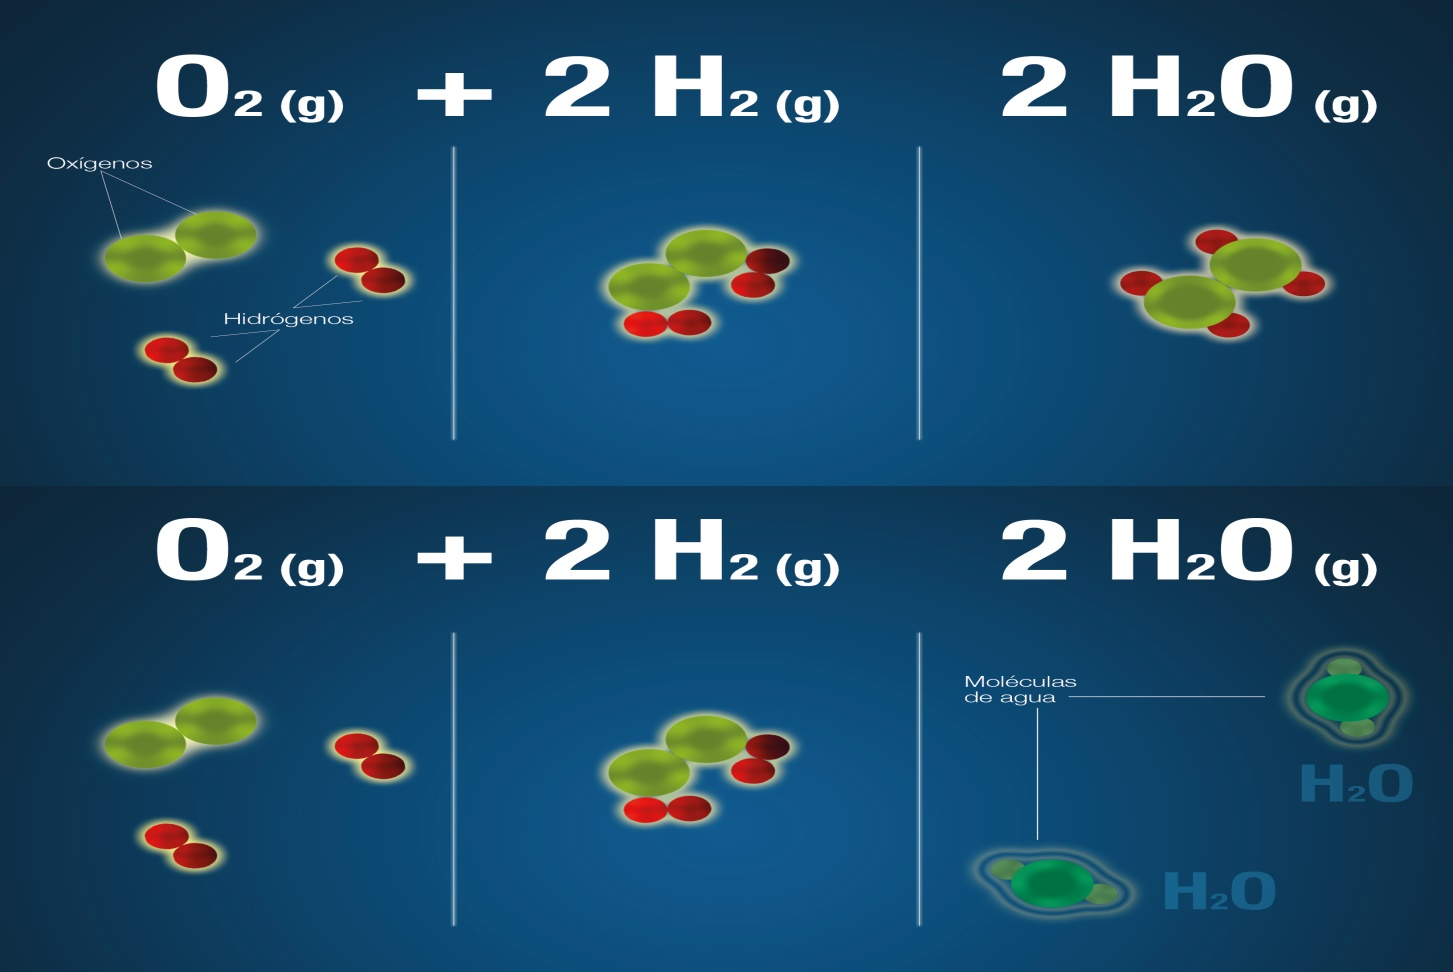 O2 (g) + 2 H2 (g) 2 H2O (g)
Oxígenos
Hidrógenos
O2 (g) + 2 H2 (g) 2 H2O (g)
Moléculas
de agua
H2O
H2O